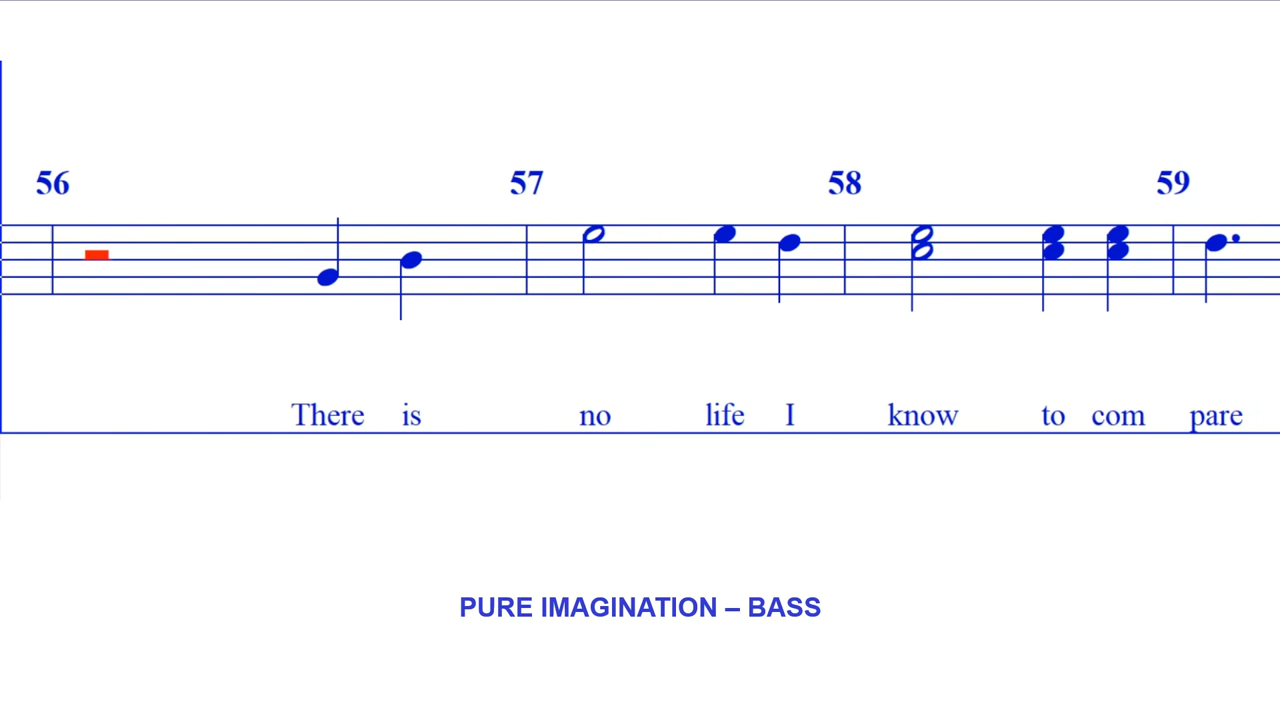 56 57 58 59
There is no life I know to com pare
PURE IMAGINATION – BASS